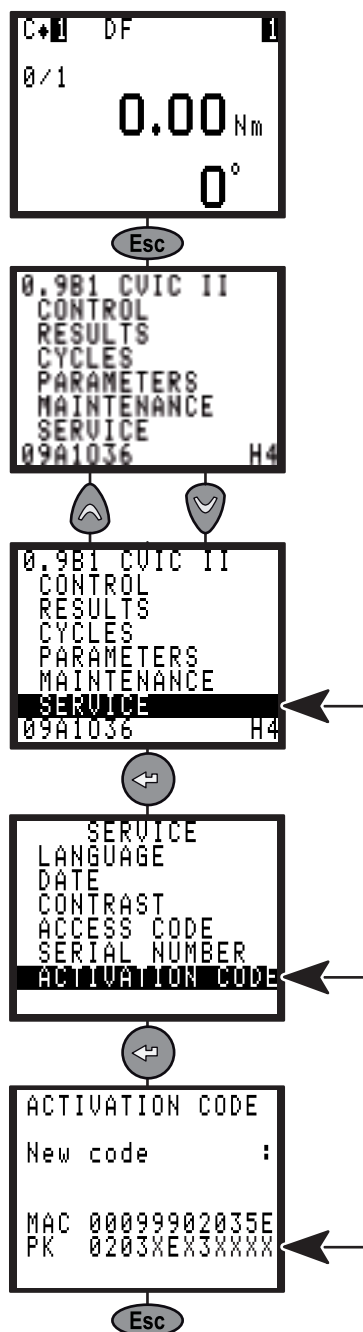 C♦1 DF 1
0/1
0.00 Nm
0°
Esc
0.9B1 CVIC II
CONTROL
RESULTS
CYCLES
PARAMETERS
MAINTENANCE
SERVICE
09A1036 H4
0.9B1 CVIC II
CONTROL
RESULTS
CYCLES
PARAMETERS
MAINTENANCE
SERVICE
09A1036 H4
SERVICE
LANGUAGE
DATE
CONTRAST
ACCESS CODE
SERIAL NUMBER
ACTIVATION CODE
ACTIVATION CODE
New code :
MAC 00099902035E
PK 0203XEX3XXXX
Esc